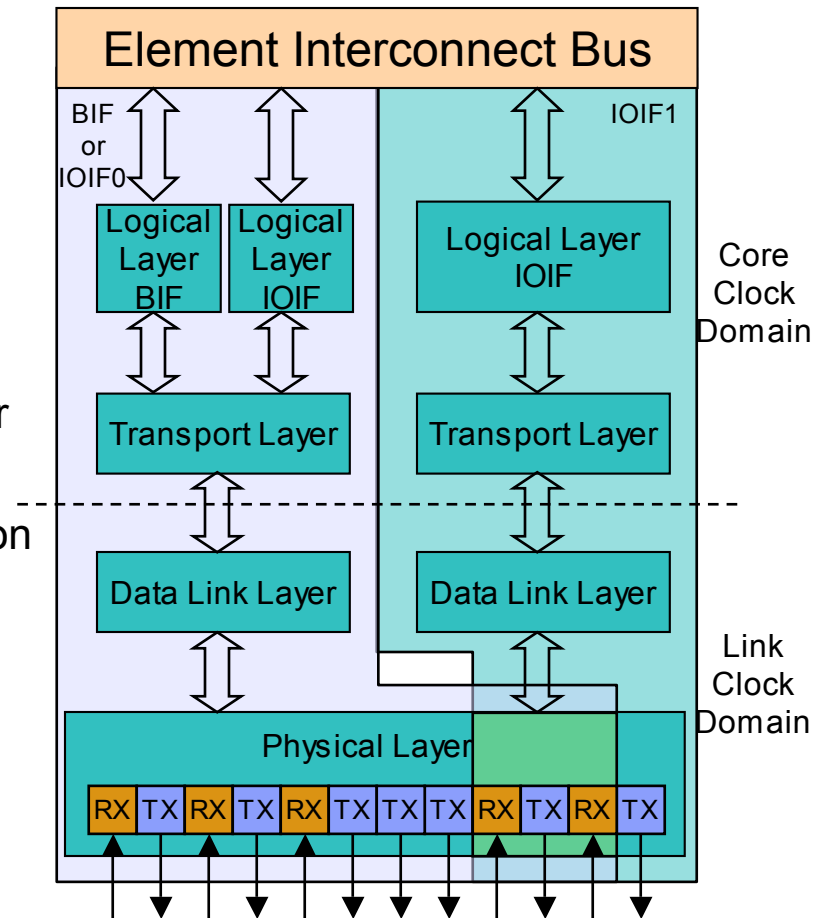 Element Interconnect Bus
BIF
or
IOIF0
IOIF1
Logical
Layer
BIF
Logical
Layer
IOIF
Logical Layer
IOIF
Core
Clock
Domain
r
Transport Layer
Transport Layer
on
Data Link Layer
Data Link Layer
Link
Clock
Domain
Physical Layer
RX TX RX TX RX TX TX TX RX TX RX TX